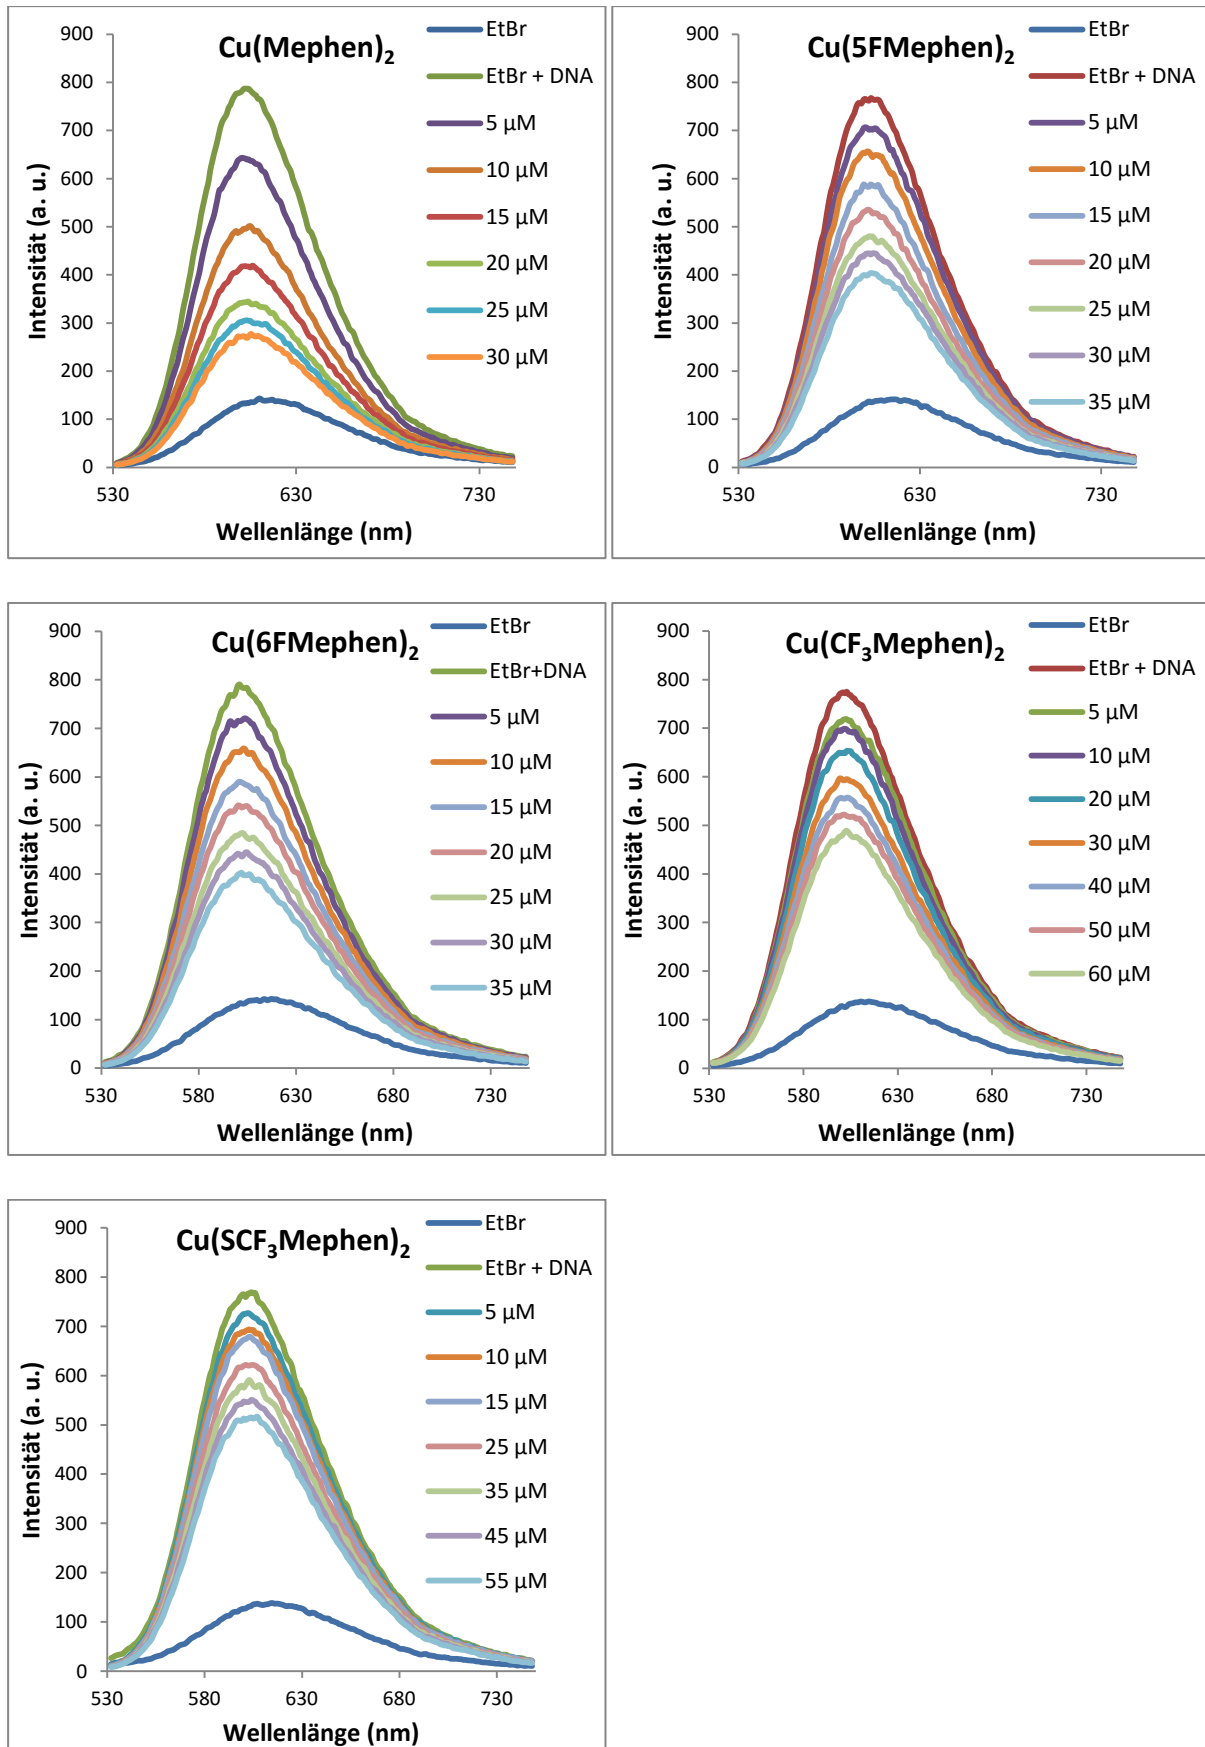 Cu(Mephen)₂
EtBr
EtBr + DNA
5 µM
10 µM
15 µM
20 µM
25 µM
30 µM
900
800
700
600
500
400
300
200
100
0
530
630
730
Intensität (a. u.)
Wellenlänge (nm)
Cu(5FMephen)₂
EtBr
EtBr + DNA
5 µM
10 µM
15 µM
20 µM
25 µM
30 µM
35 µM
900
800
700
600
500
400
300
200
100
0
530
630
730
Intensität (a. u.)
Wellenlänge (nm)
Cu(6FMephen)₂
EtBr
EtBr+DNA
5 µM
10 µM
15 µM
20 µM
25 µM
30 µM
35 µM
900
800
700
600
500
400
300
200
100
0
530
580
630
680
730
Intensität (a. u.)
Wellenlänge (nm)
Cu(CF₃Mephen)₂
EtBr
EtBr + DNA
5 µM
10 µM
20 µM
30 µM
40 µM
50 µM
60 µM
900
800
700
600
500
400
300
200
100
0
530
580
630
680
730
Intensität (a. u.)
Wellenlänge (nm)
Cu(SCF₃Mephen)₂
EtBr
EtBr + DNA
5 µM
10 µM
15 µM
25 µM
35 µM
45 µM
55 µM
900
800
700
600
500
400
300
200
100
0
530
580
630
680
730
Intensität (a. u.)
Wellenlänge (nm)